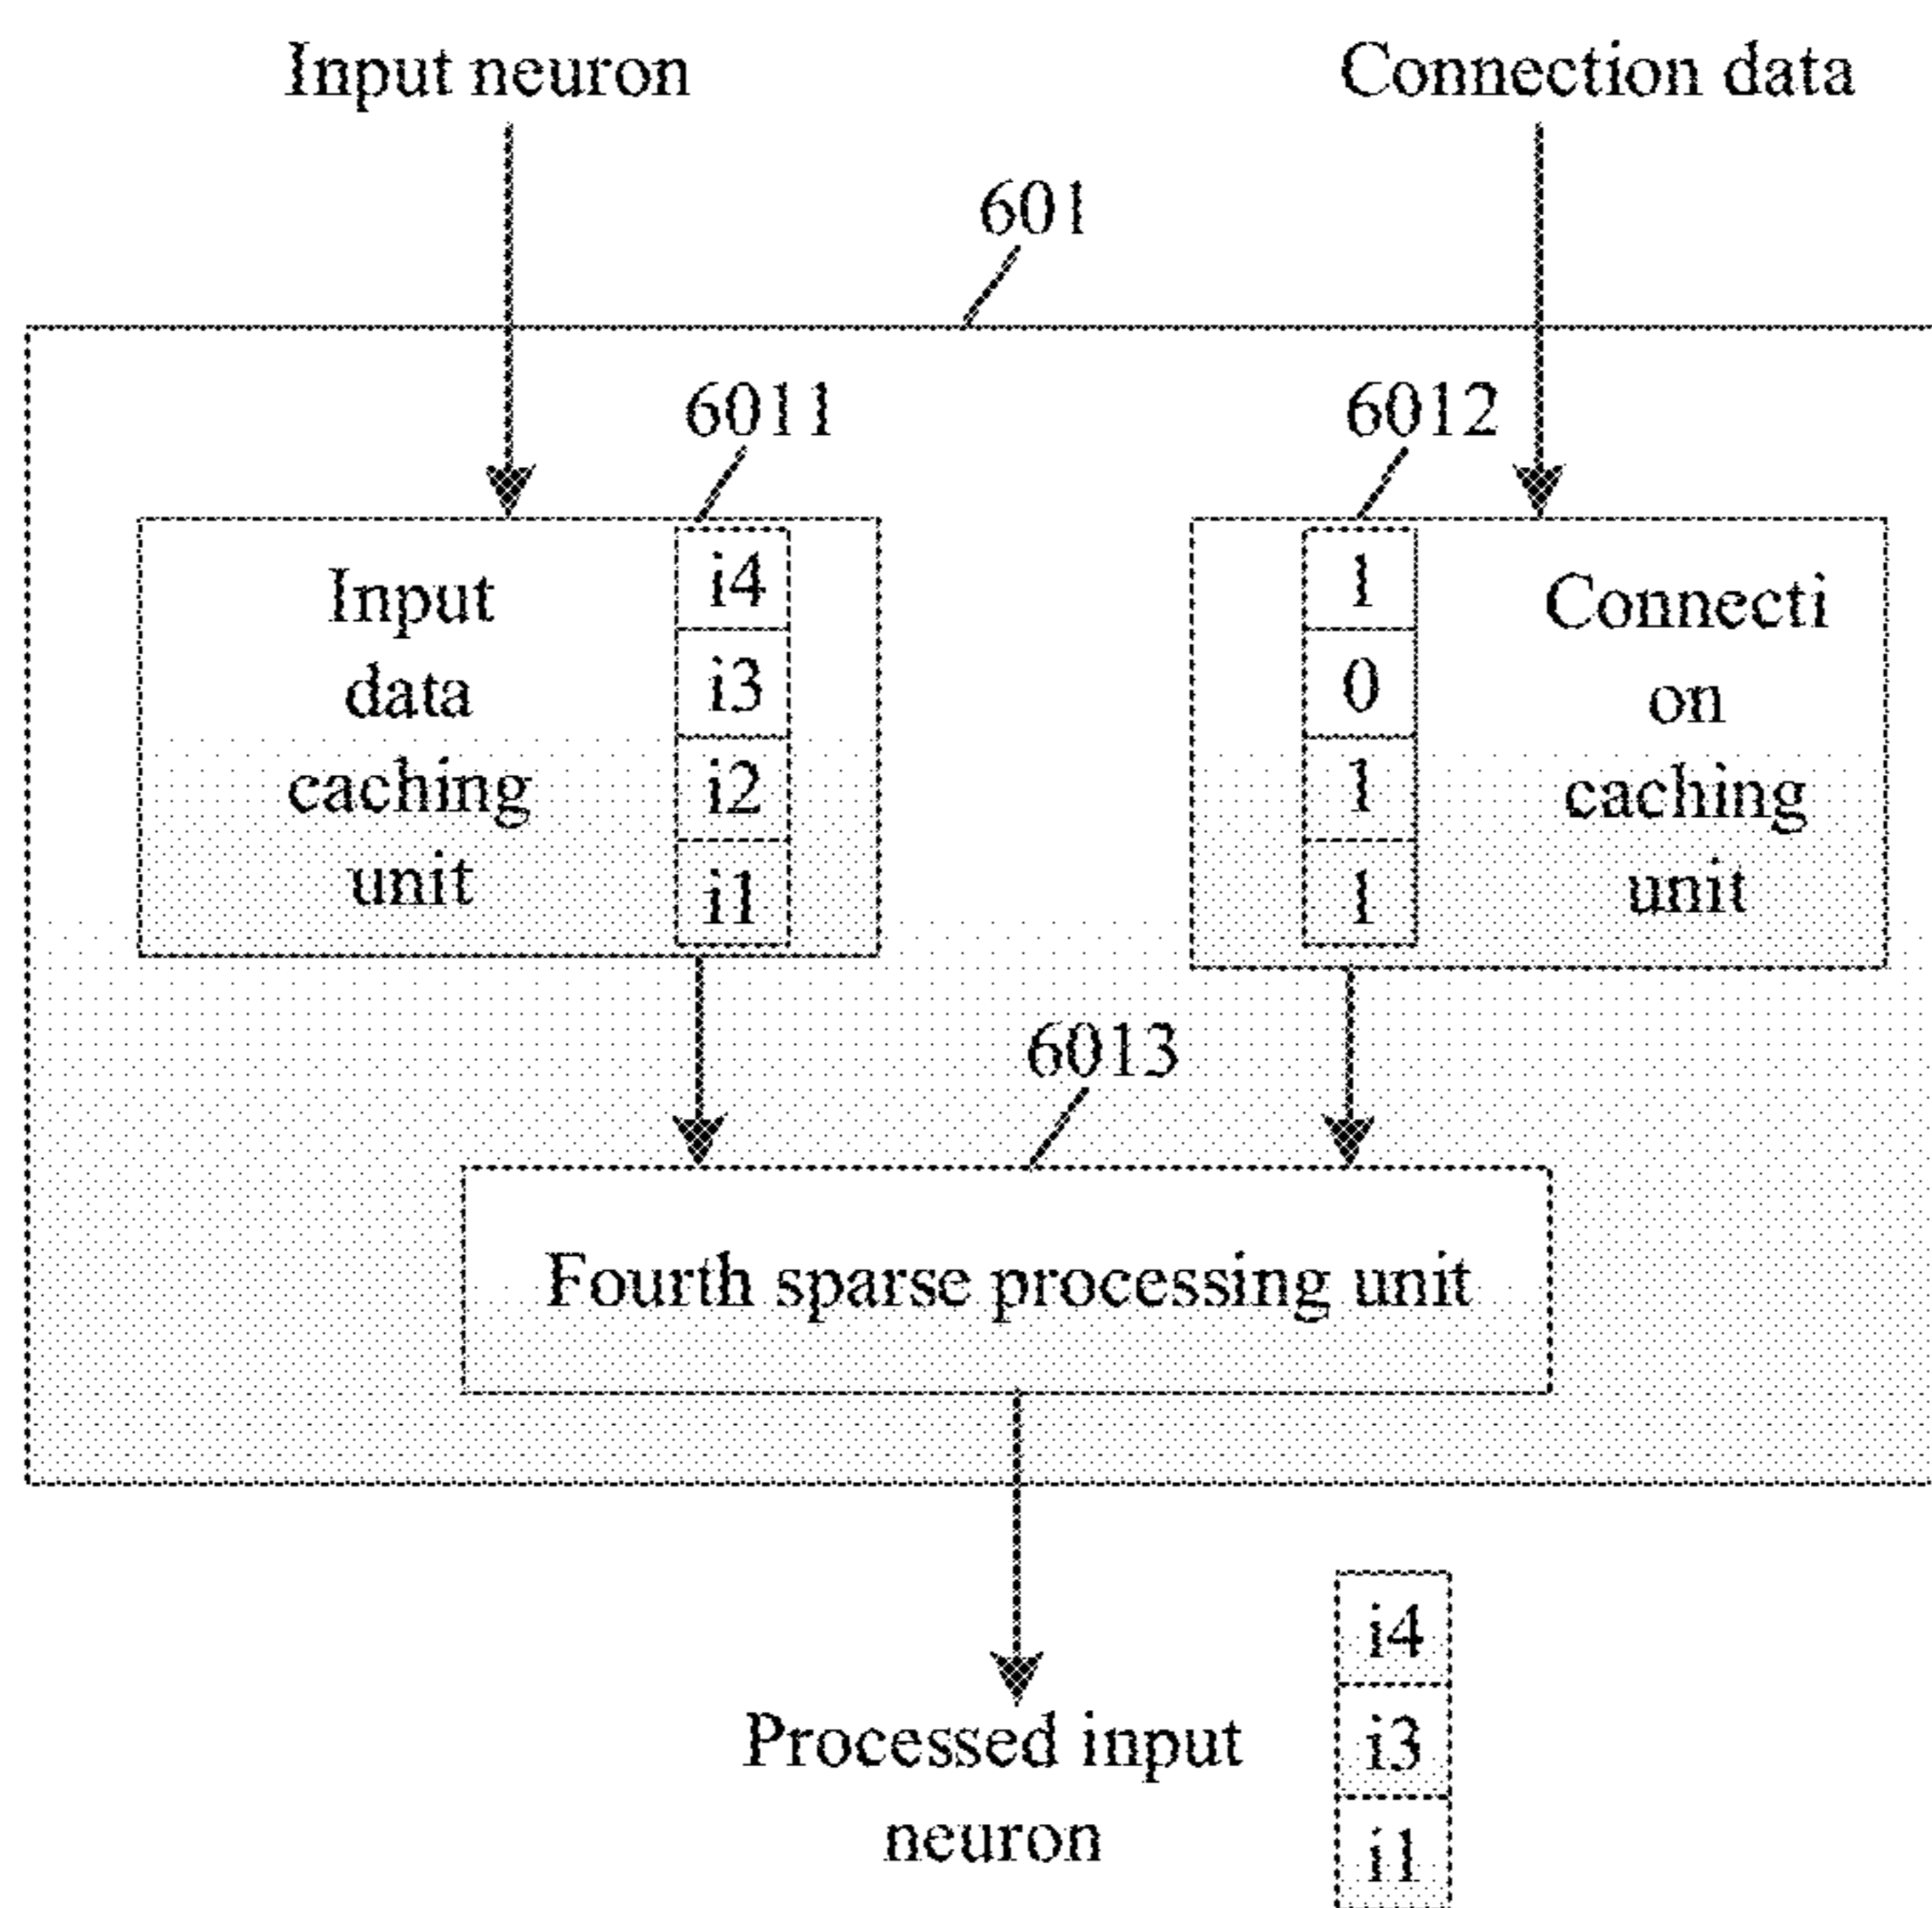 Input neuron
Connection data
601
6011
6012
Input
data
caching
unit
i4
i3
i2
i1
1
0
1
1
Connecti
on
caching
unit
6013
Fourth sparse processing unit
Processed input
neuron
i4
i3
i1